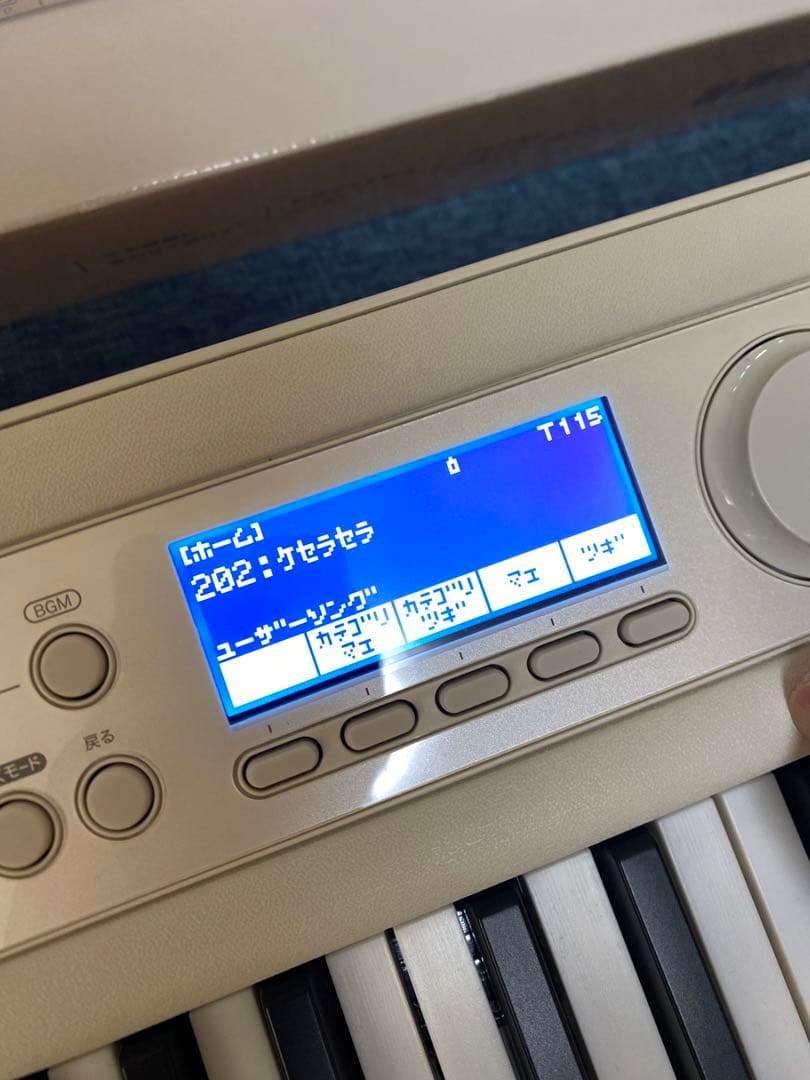 T115
[ホーム]
202:ケセラセラ
ユーザーソング
カテゴリ マエ
カテゴリ ツギ
マエ
ツギ
BGM
戻る
モード